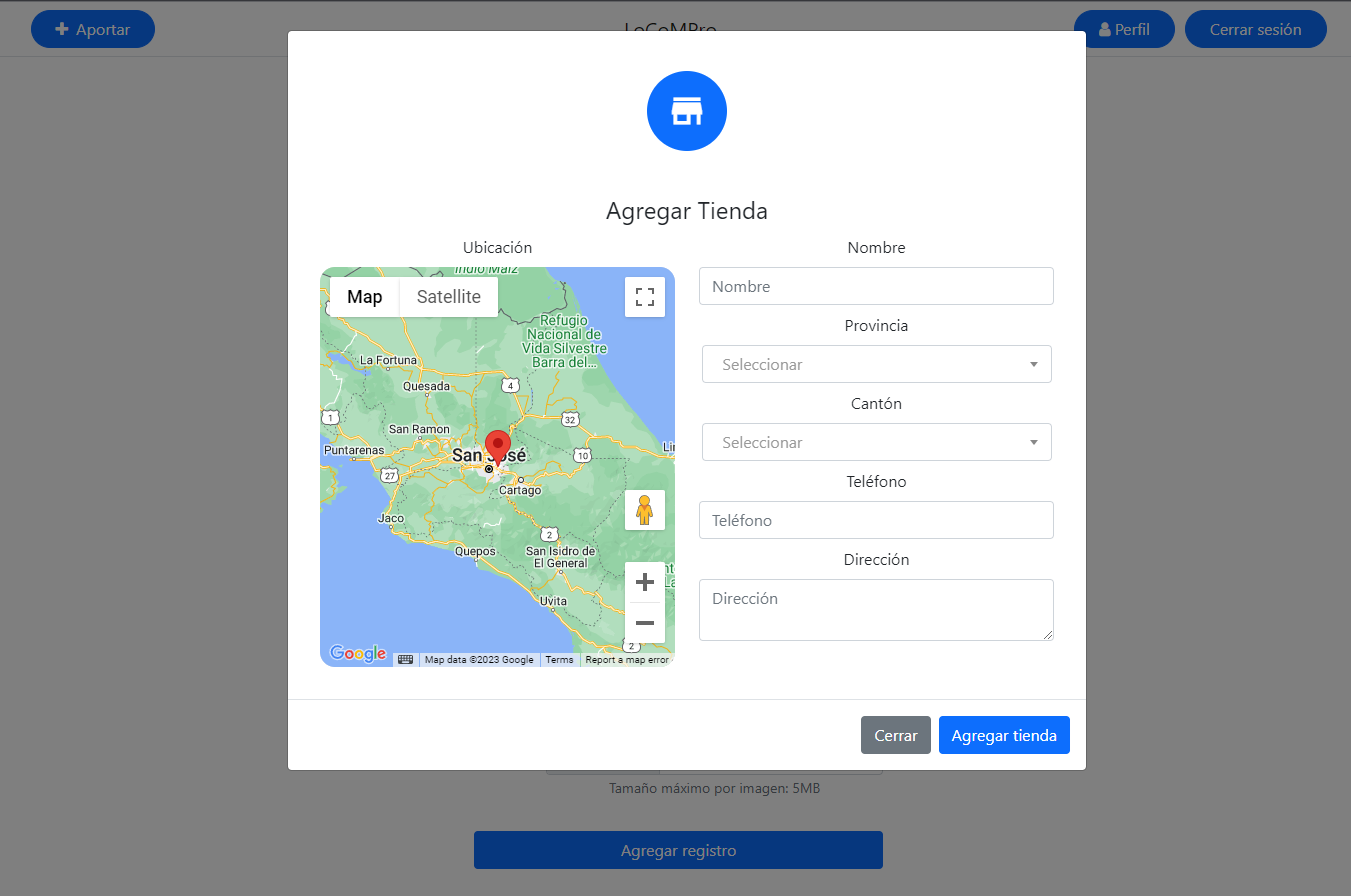 Aportar
LoCoMPro
Perfil
Cerrar sesión
Agregar Tienda
Ubicación
Indio Maíz
Map
Satellite
Refugio
Nacional de
Vida Silvestre
Barra del...
La Fortuna
Quesada
4
1
32
San Ramon
Puntarenas
San José
10
27
Cartago
Jaco
2
Quepos
San Isidro de
El General
Uvita
2
Google
Map data ©2023 Google
Terms
Report a map error
Nombre
Nombre
Provincia
Seleccionar
Cantón
Seleccionar
Teléfono
Teléfono
Dirección
Dirección
Cerrar
Agregar tienda
Tamaño máximo por imagen: 5MB
Agregar registro